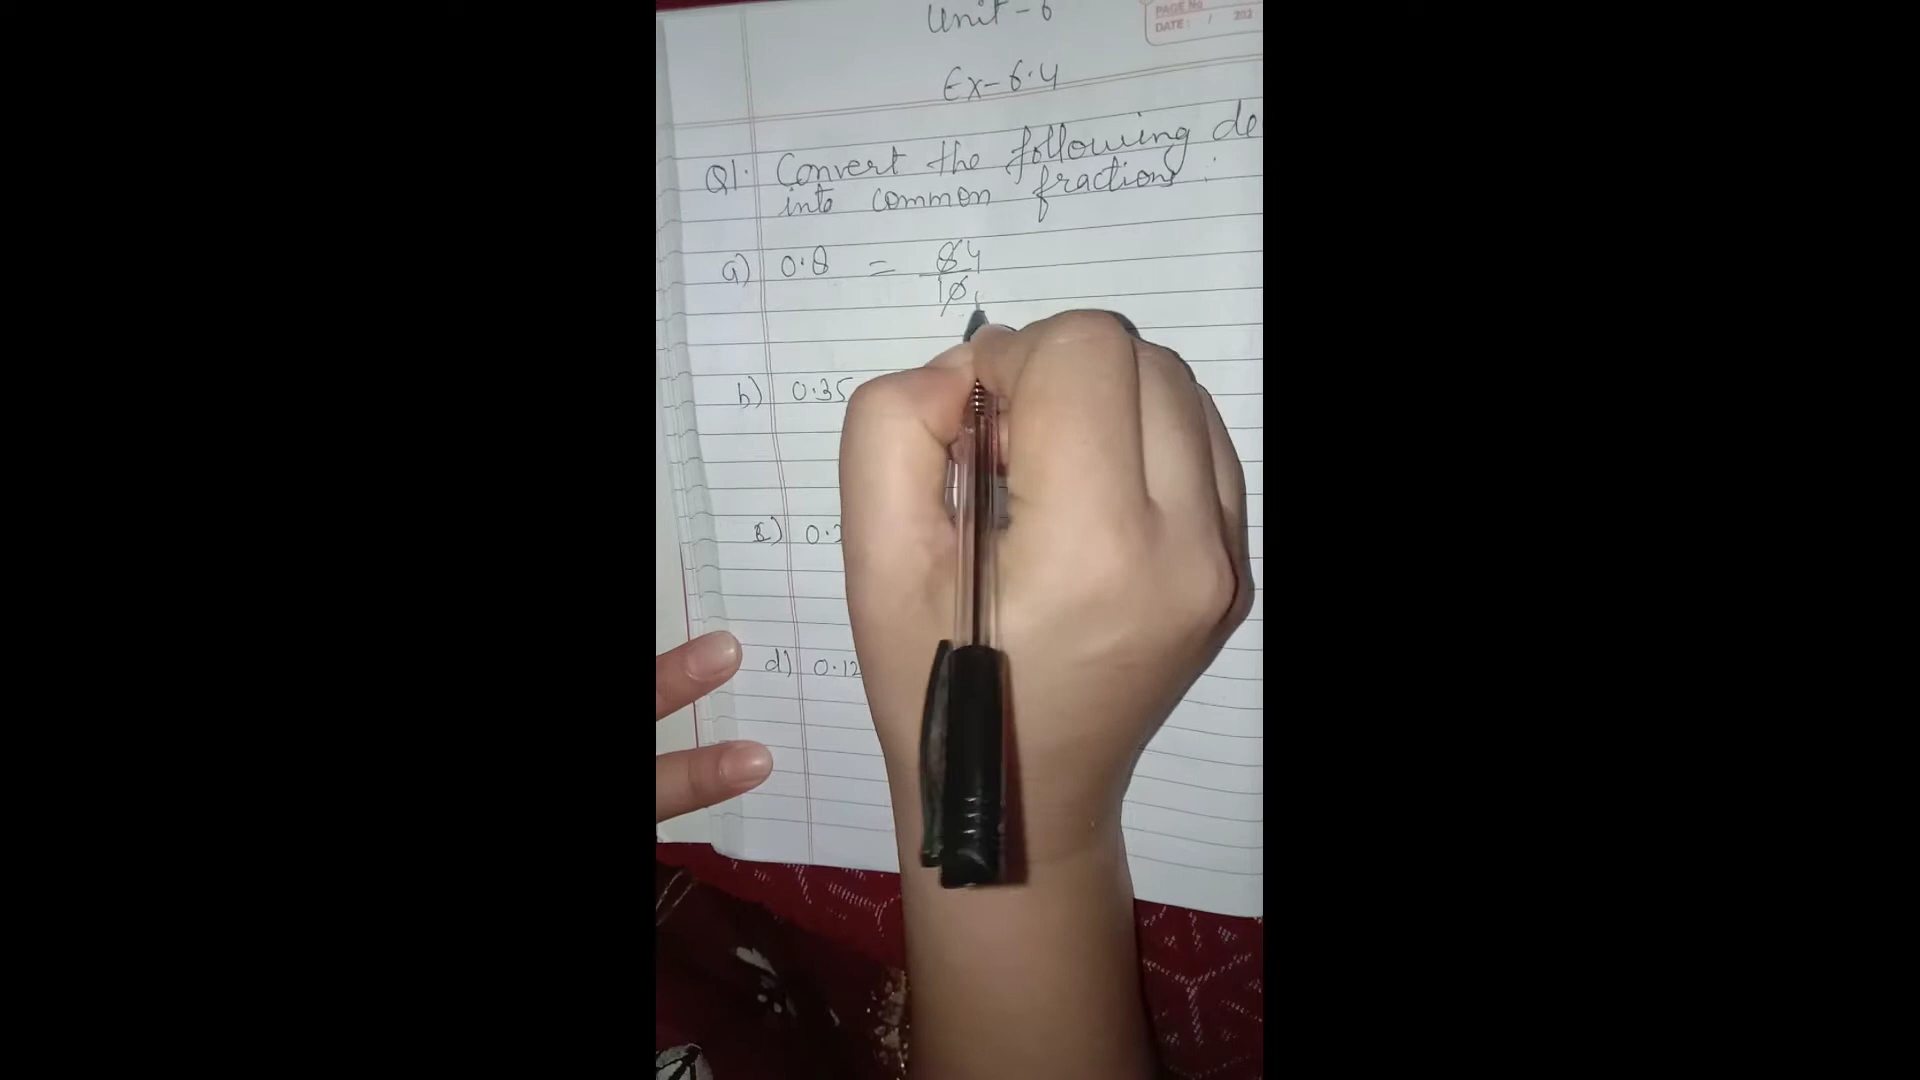 Unit-6
PAGE No
DATE: / 202
Ex-6.4
Q1. Convert the following de
into common fractions:
a) 0.8 = 8 4
10
b) 0.35
c) 0.
d) 0.12